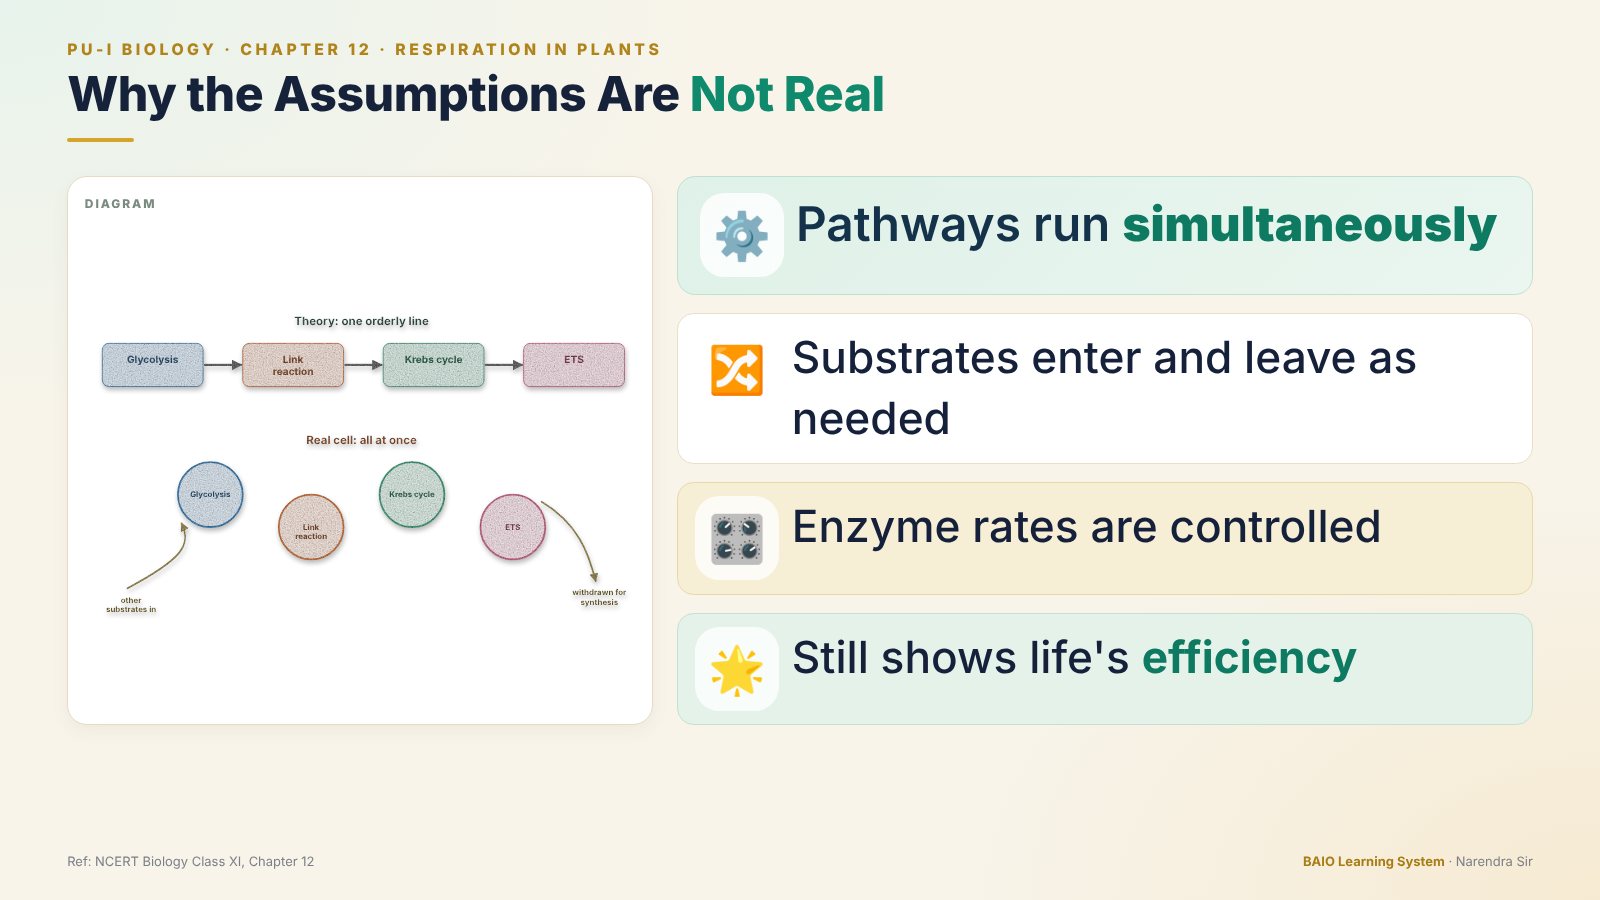 PU-I BIOLOGY · CHAPTER 12 · RESPIRATION IN PLANTS
Why the Assumptions Are Not Real
DIAGRAM
Theory: one orderly line
Glycolysis
Link
reaction
Krebs cycle
ETS
Real cell: all at once
Glycolysis
Link
reaction
Krebs cycle
ETS
other
substrates in
withdrawn for
synthesis
Pathways run simultaneously
Substrates enter and leave as
needed
Enzyme rates are controlled
Still shows life's efficiency
Ref: NCERT Biology Class XI, Chapter 12
BAIO Learning System · Narendra Sir